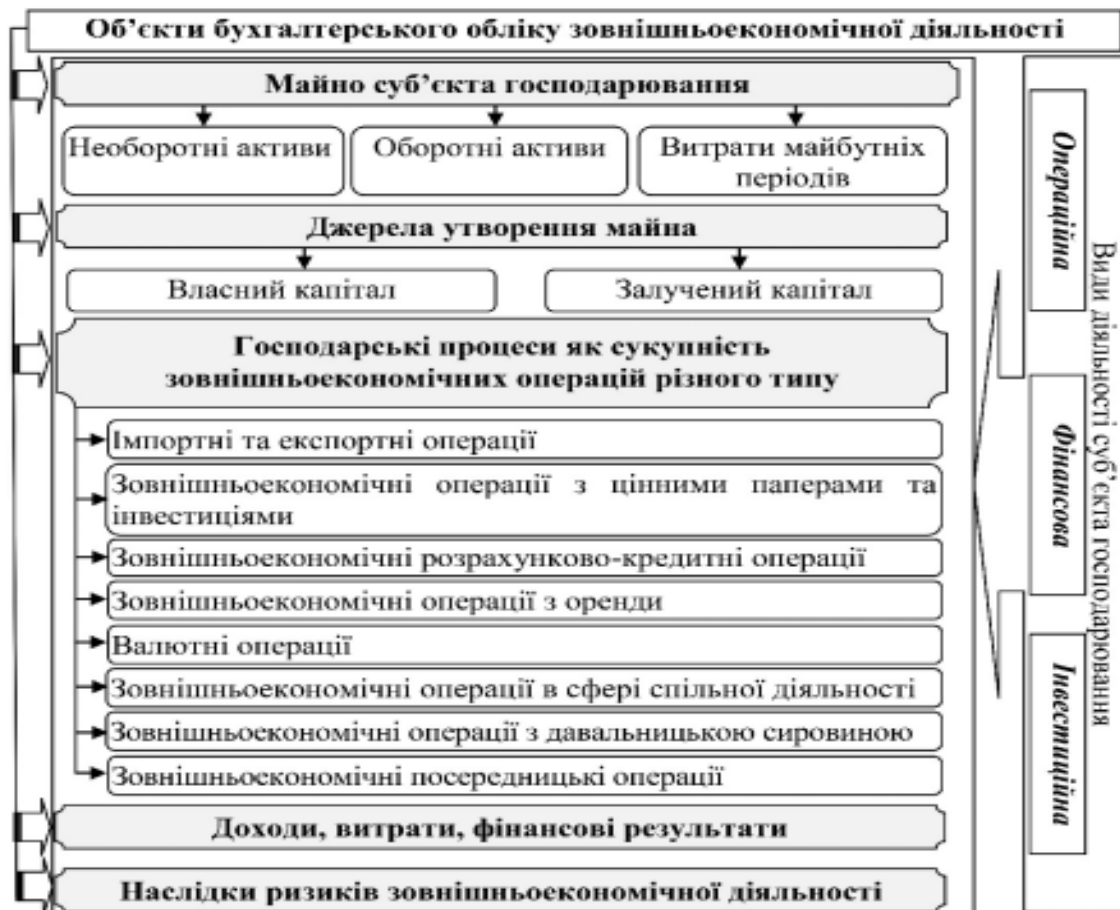 Об’єкти бухгалтерського обліку зовнішньоекономічної діяльності
Майно суб’єкта господарювання
Необоротні активи
Оборотні активи
Витрати майбутніх
періодів
Джерела утворення майна
Власний капітал
Залучений капітал
Господарські процеси як сукупність
зовнішньоекономічних операцій різного типу
Імпортні та експортні операції
Зовнішньоекономічні операції з цінними паперами та
інвестиціями
Зовнішньоекономічні розрахунково-кредитні операції
Зовнішньоекономічні операції з оренди
Валютні операції
Зовнішньоекономічні операції в сфері спільної діяльності
Зовнішньоекономічні операції з давальницькою сировиною
Зовнішньоекономічні посередницькі операції
Доходи, витрати, фінансові результати
Наслідки ризиків зовнішньоекономічної діяльності
Операційна
Фінансова
Інвестиційна
Види діяльності суб’єкта господарювання